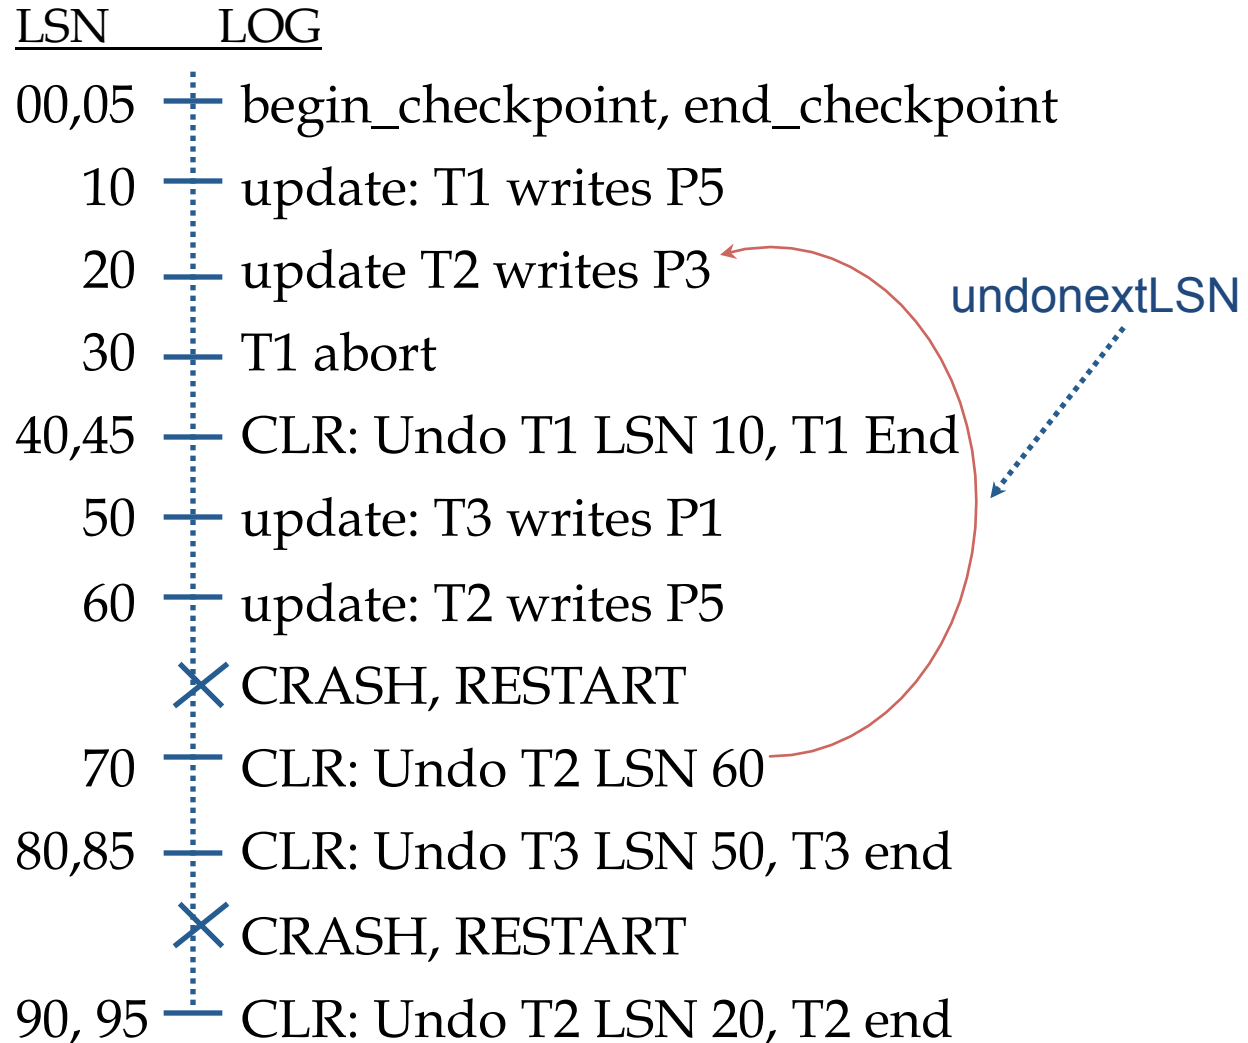 LSN LOG
00,05 begin_checkpoint, end_checkpoint
10 update: T1 writes P5
20 update T2 writes P3
undonextLSN
30 T1 abort
40,45 CLR: Undo T1 LSN 10, T1 End
50 update: T3 writes P1
60 update: T2 writes P5
CRASH, RESTART
70 CLR: Undo T2 LSN 60
80,85 CLR: Undo T3 LSN 50, T3 end
CRASH, RESTART
90, 95 CLR: Undo T2 LSN 20, T2 end